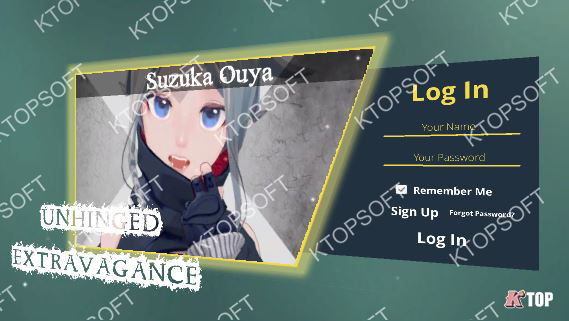 Suzuka Ouya
UNHINGED
EXTRAVAGANCE
Log In
Your Name
Your Password
Remember Me
Sign Up Forgot Password?
Log In
KTOP
KTOPSOFT